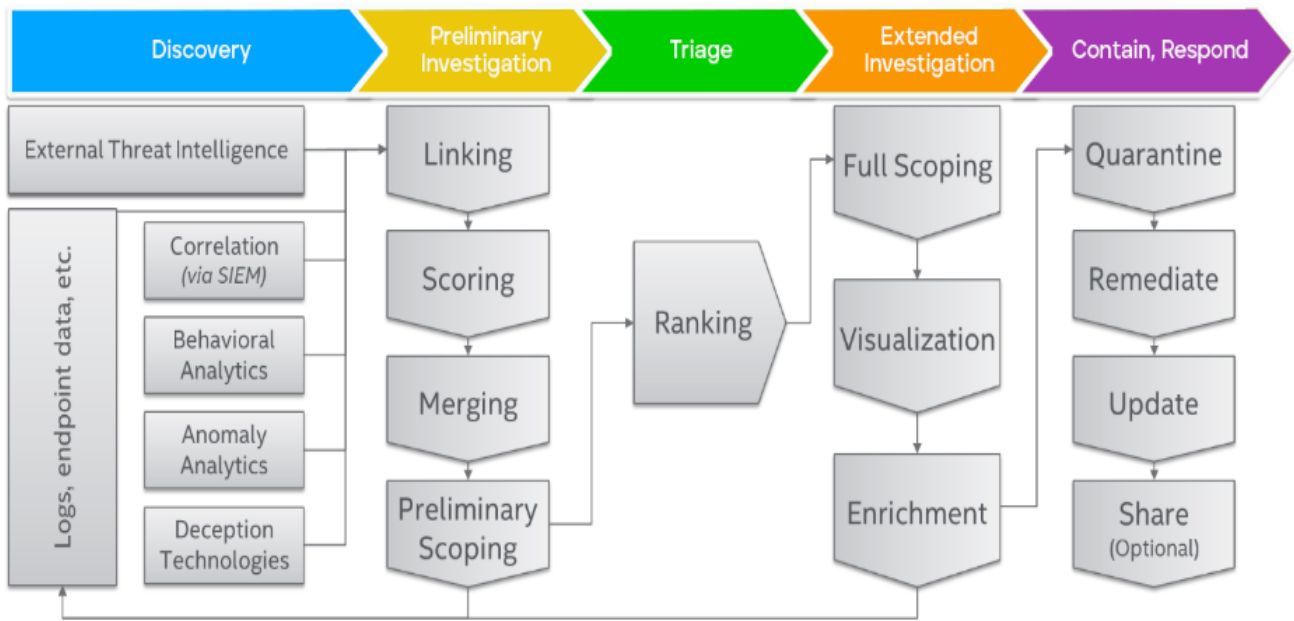 Discovery
Preliminary
Investigation
Triage
Extended
Investigation
Contain, Respond
External Threat Intelligence
Logs, endpoint data, etc.
Correlation
(via SIEM)
Behavioral
Analytics
Anomaly
Analytics
Deception
Technologies
Linking
Scoring
Merging
Preliminary
Scoping
Ranking
Full Scoping
Visualization
Enrichment
Quarantine
Remediate
Update
Share
(Optional)